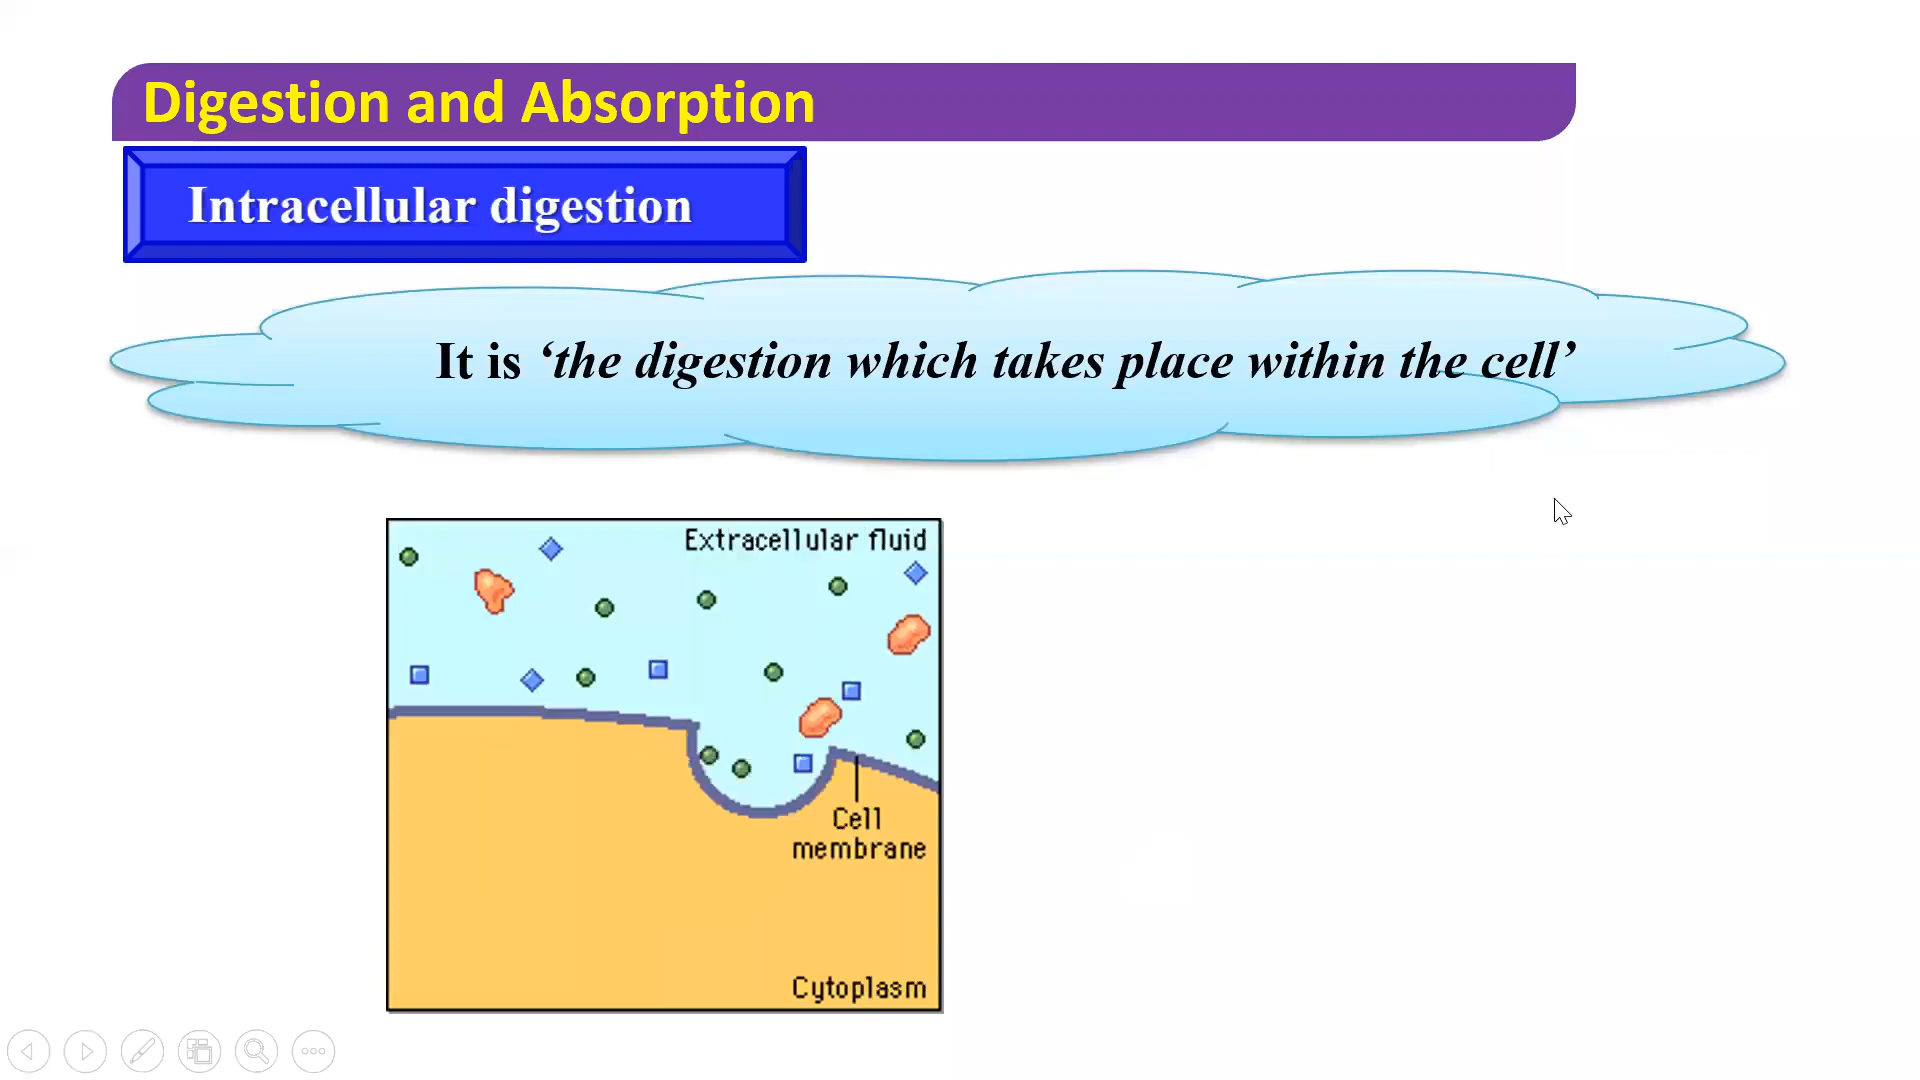 Digestion and Absorption
Intracellular digestion
It is ‘the digestion which takes place within the cell’
Extracellular fluid
Cell
membrane
Cytoplasm